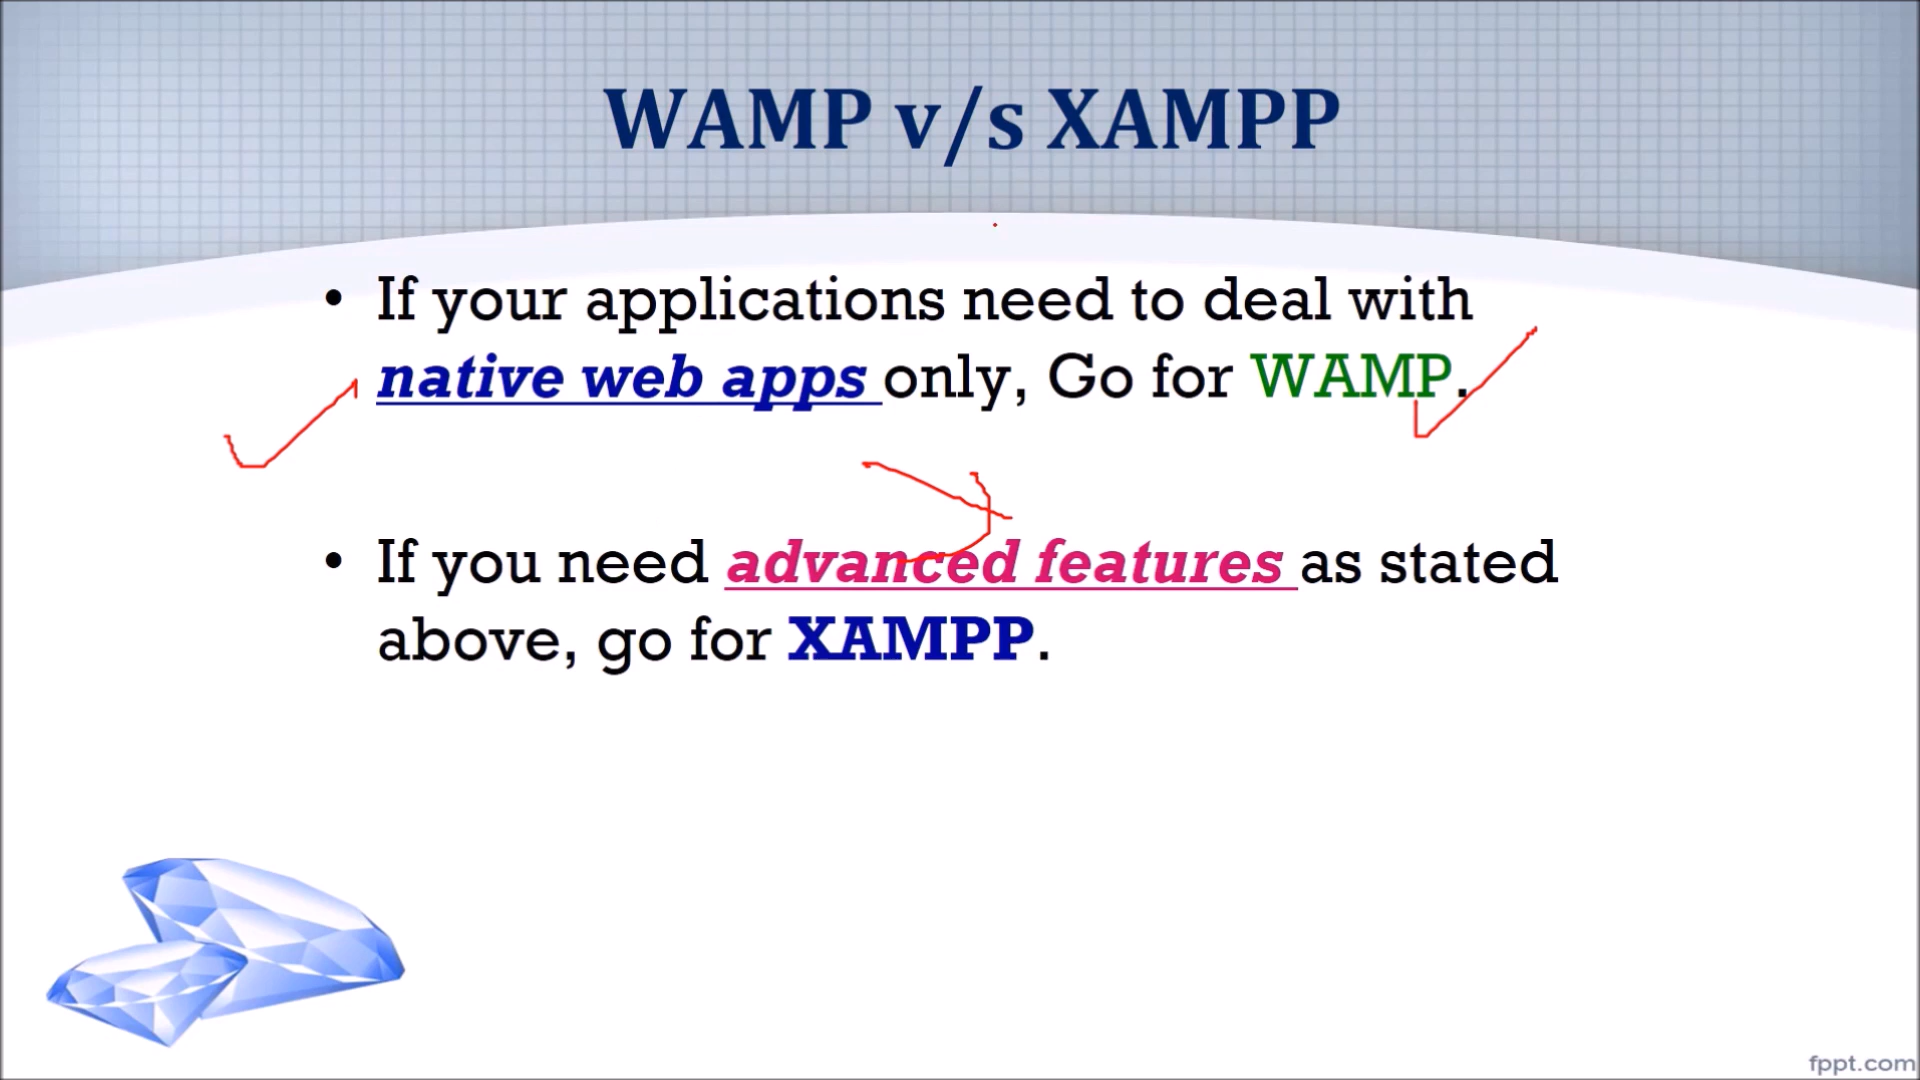 WAMP v/s XAMPP
• If your applications need to deal with
native web apps only, Go for WAMP.
• If you need advanced features as stated
above, go for XAMPP.
fppt.com